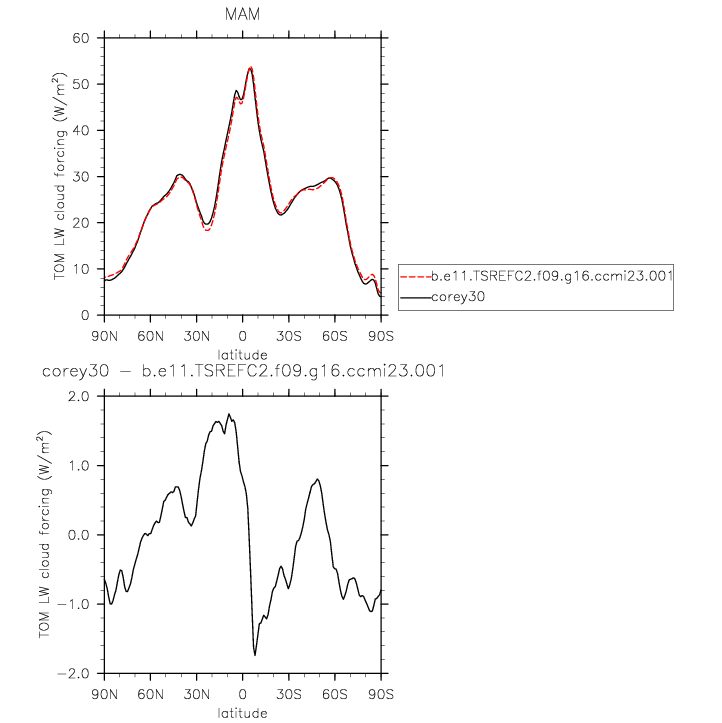 MAM
TOM LW cloud forcing (W/m²)
60
50
40
30
20
10
0
90N 60N 30N 0 30S 60S 90S
latitude
b.e11.TSREFC2.f09.g16.ccmi23.001
corey30
corey30 − b.e11.TSREFC2.f09.g16.ccmi23.001
TOM LW cloud forcing (W/m²)
2.0
1.0
0.0
−1.0
−2.0
90N 60N 30N 0 30S 60S 90S
latitude